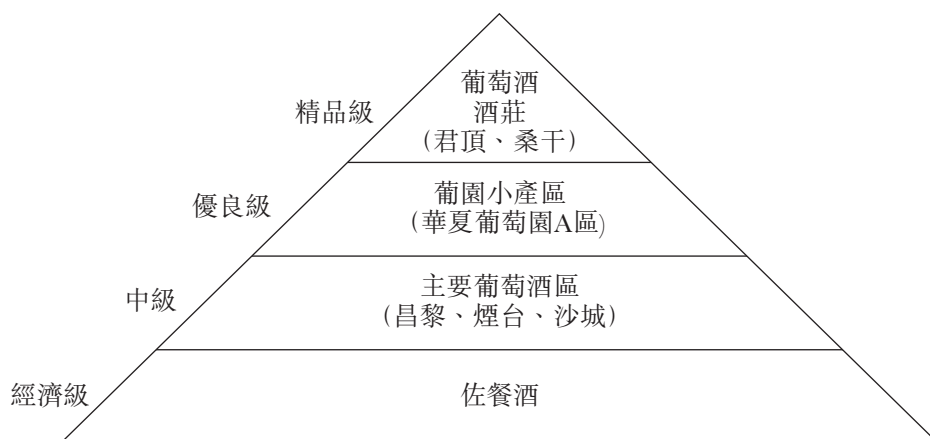 葡萄酒
酒莊
精品級
(君頂、桑干)
葡園小產區
優良級
(華夏葡萄園A區)
主要葡萄酒區
中級
(昌黎、煙台、沙城)
經濟級
佐餐酒